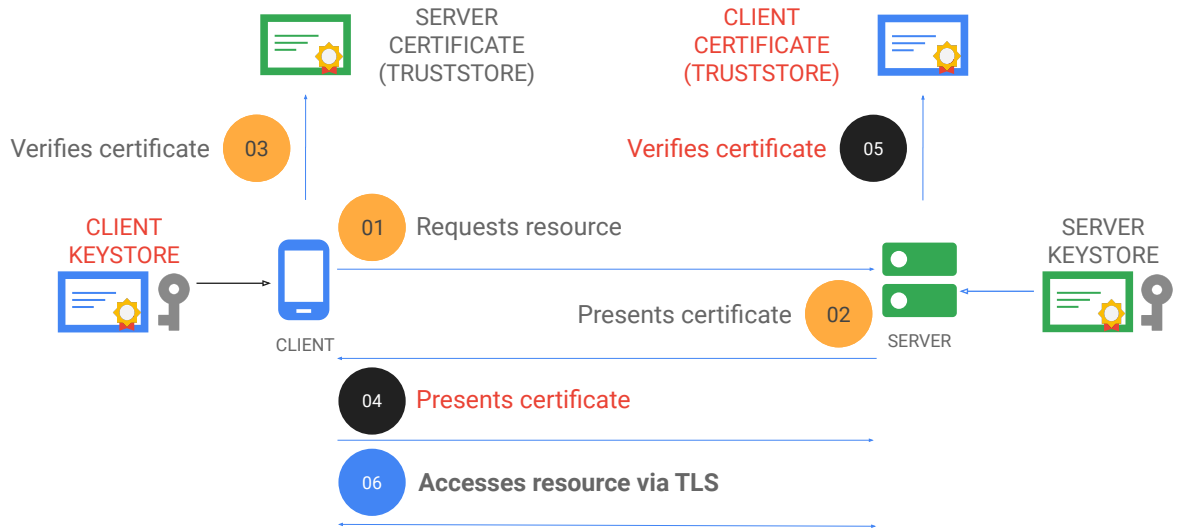 SERVER
CERTIFICATE
(TRUSTSTORE)
CLIENT
CERTIFICATE
(TRUSTSTORE)
Verifies certificate
03
Verifies certificate
05
CLIENT
KEYSTORE
01
Requests resource
SERVER
KEYSTORE
Presents certificate
02
CLIENT
SERVER
04
Presents certificate
06
Accesses resource via TLS